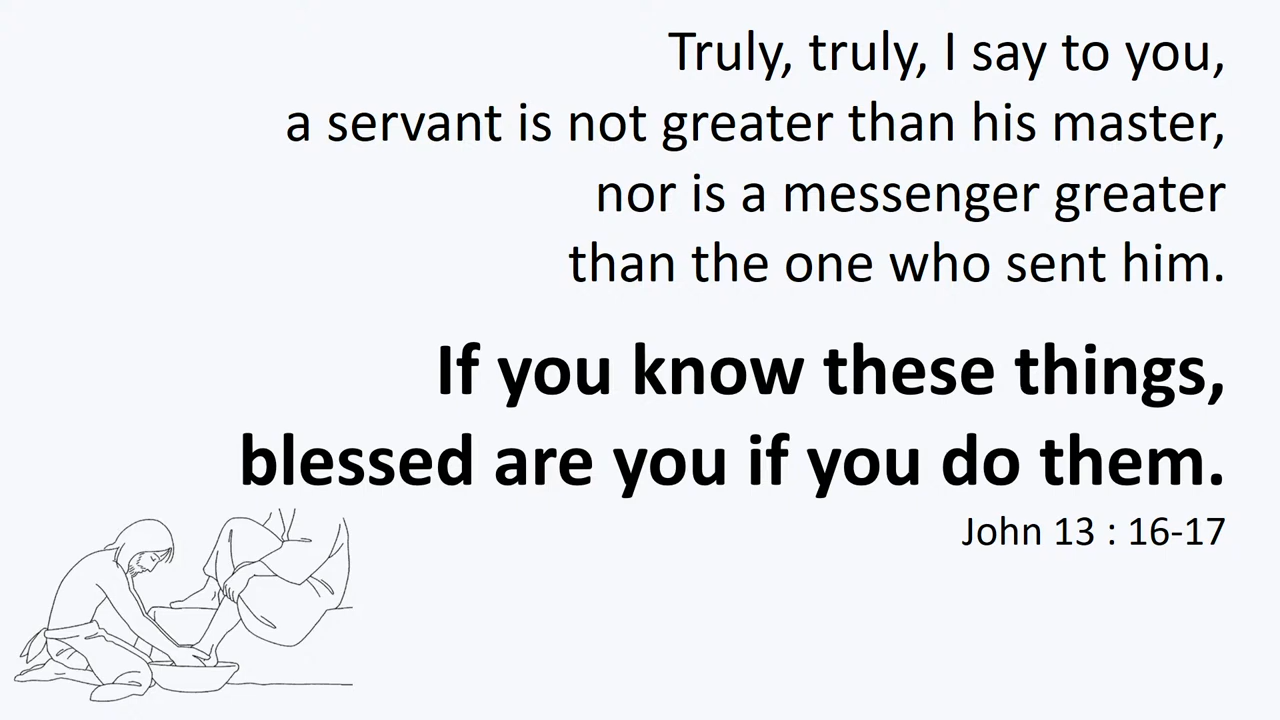 Truly, truly, I say to you,
a servant is not greater than his master,
nor is a messenger greater
than the one who sent him.
If you know these things,
blessed are you if you do them.
John 13 : 16-17